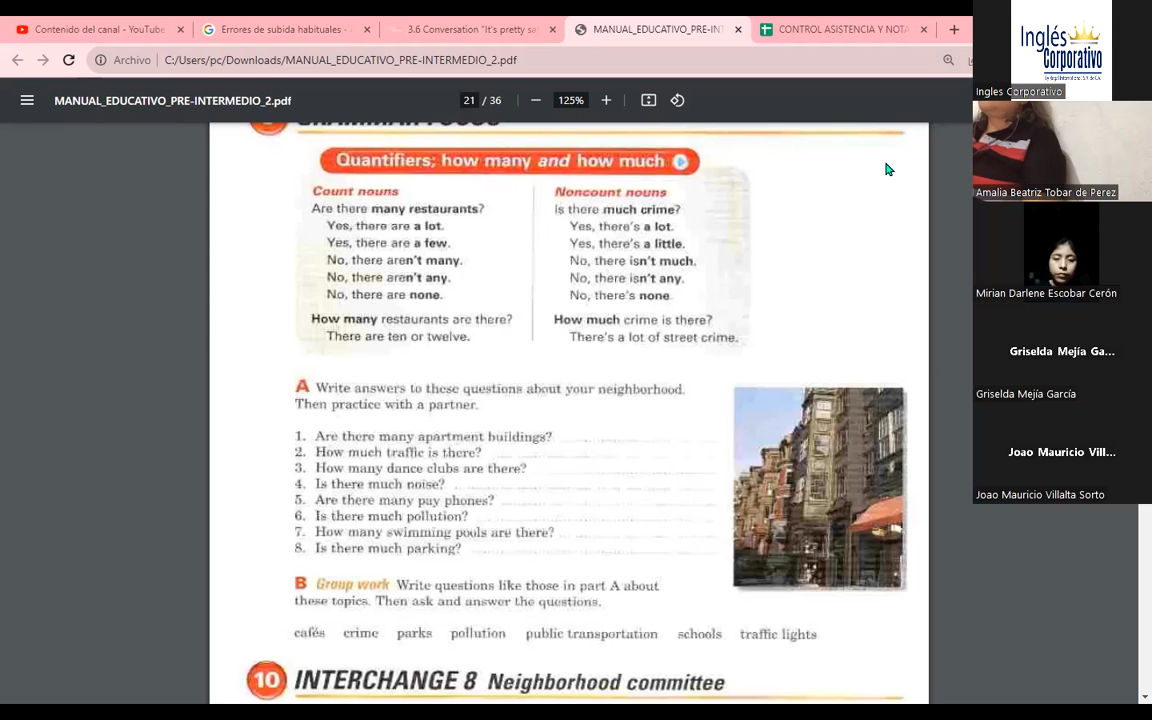 Contenido del canal - YouTube
Errores de subida habituales -
3.6 Conversation "It's pretty sa
MANUAL_EDUCATIVO_PRE-INT
CONTROL ASISTENCIA Y NOTA
Archivo
C:/Users/pc/Downloads/MANUAL_EDUCATIVO_PRE-INTERMEDIO_2.pdf
MANUAL_EDUCATIVO_PRE-INTERMEDIO_2.pdf
21 / 36
125%
GRAMMAR FOCUS
Quantifiers; how many and how much
Count nouns
Are there many restaurants?
Yes, there are a lot.
Yes, there are a few.
No, there aren't many.
No, there aren't any.
No, there are none.
How many restaurants are there?
There are ten or twelve.
Noncount nouns
Is there much crime?
Yes, there's a lot.
Yes, there's a little.
No, there isn't much.
No, there isn't any.
No, there's none.
How much crime is there?
There's a lot of street crime.
A Write answers to these questions about your neighborhood.
Then practice with a partner.
1. Are there many apartment buildings?
2. How much traffic is there?
3. How many dance clubs are there?
4. Is there much noise?
5. Are there many pay phones?
6. Is there much pollution?
7. How many swimming pools are there?
8. Is there much parking?
B Group work Write questions like those in part A about
these topics. Then ask and answer the questions.
cafés crime parks pollution public transportation schools traffic lights
10 INTERCHANGE 8 Neighborhood committee
Inglés
Corporativo
Ingles Corporativo
Amalia Beatriz Tobar de Perez
Mirian Darlene Escobar Cerón
Griselda Mejía Ga...
Griselda Mejía García
Joao Mauricio Vill...
Joao Mauricio Villalta Sorto